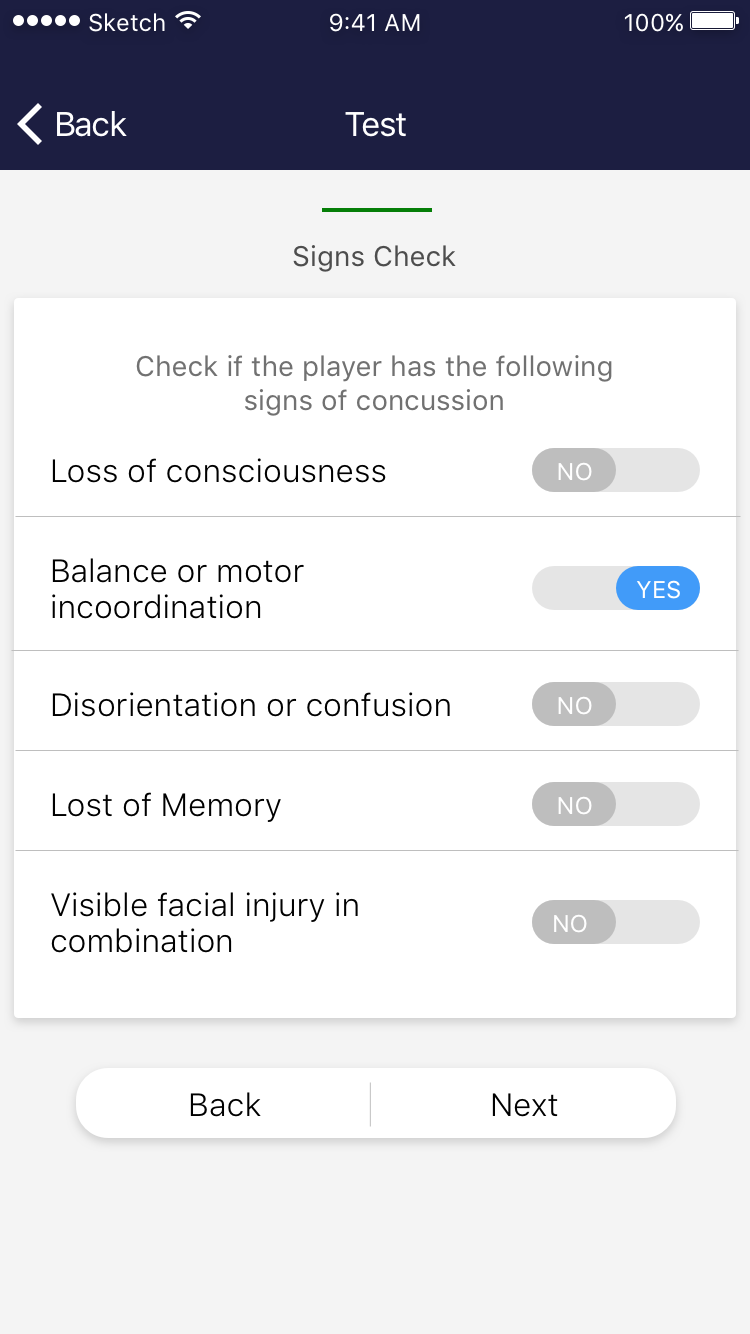 Sketch 9:41 AM 100%
Back Test
Signs Check
Check if the player has the following
signs of concussion
Loss of consciousness NO
Balance or motor
incoordination YES
Disorientation or confusion NO
Lost of Memory NO
Visible facial injury in
combination NO
Back Next